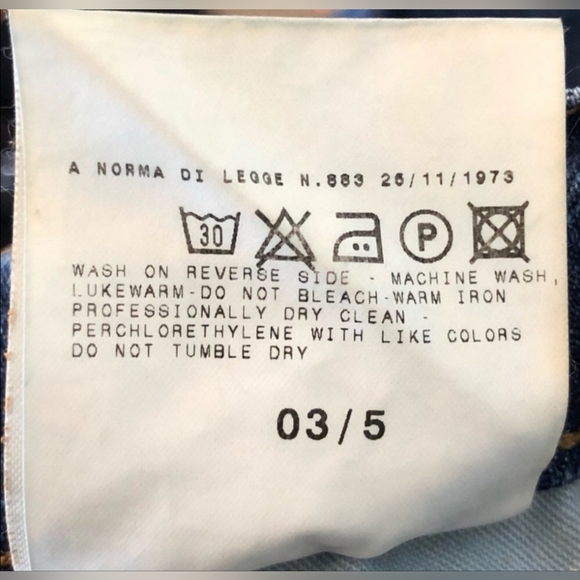 A NORMA DI LEGGE N.883 26/11/1973
30 P
WASH ON REVERSE SIDE - MACHINE WASH,
LUKEWARM-DO NOT BLEACH-WARM IRON
PROFESSIONALLY DRY CLEAN -
PERCHLORETHYLENE WITH LIKE COLORS
DO NOT TUMBLE DRY
03/5